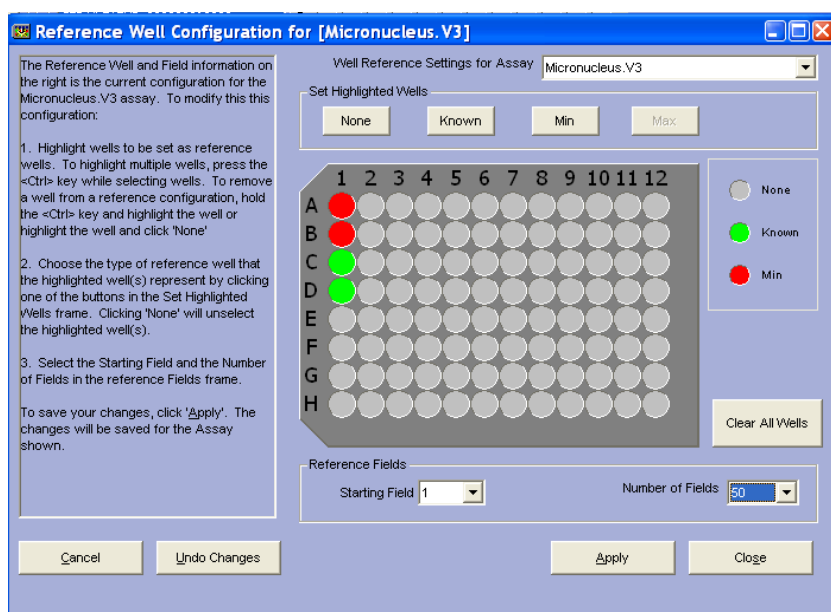 Reference Well Configuration for [Micronucleus.V3]
The Reference Well and Field information on
the right is the current configuration for the
Micronucleus.V3 assay. To modify this this
configuration:
1. Highlight wells to be set as reference
wells. To highlight multiple wells, press the
<Ctrl> key while selecting wells. To remove
a well from a reference configuration, hold
the <Ctrl> key and highlight the well or
highlight the well and click 'None'
2. Choose the type of reference well that
the highlighted well(s) represent by clicking
one of the buttons in the Set Highlighted
Wells frame. Clicking 'None' will unselect
the highlighted well(s).
3. Select the Starting Field and the Number
of Fields in the reference Fields frame.
To save your changes, click 'Apply'. The
changes will be saved for the Assay
shown.
Well Reference Settings for Assay Micronucleus.V3
Set Highlighted Wells
None Known Min Max
1 2 3 4 5 6 7 8 9 10 11 12
A
B
C
D
E
F
G
H
None
Known
Min
Clear All Wells
Reference Fields
Starting Field 1 Number of Fields 50
Cancel Undo Changes Apply Close